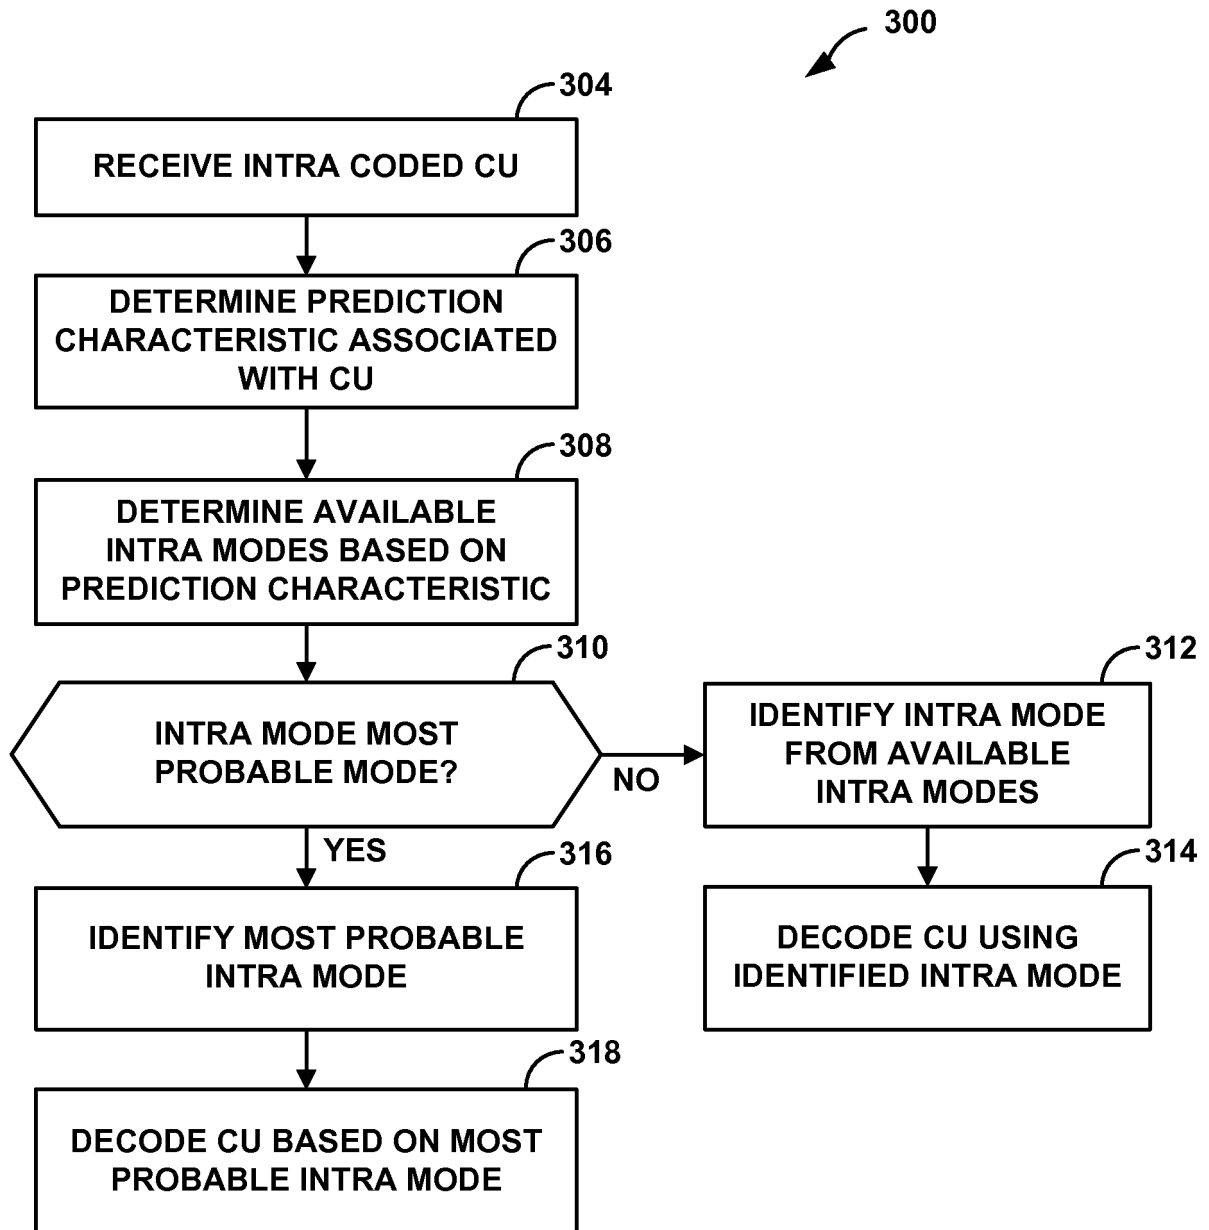 300
304
RECEIVE INTRA CODED CU
306
DETERMINE PREDICTION
CHARACTERISTIC ASSOCIATED
WITH CU
308
DETERMINE AVAILABLE
INTRA MODES BASED ON
PREDICTION CHARACTERISTIC
310
INTRA MODE MOST
PROBABLE MODE?
NO
312
IDENTIFY INTRA MODE
FROM AVAILABLE
INTRA MODES
314
DECODE CU USING
IDENTIFIED INTRA MODE
YES
316
IDENTIFY MOST PROBABLE
INTRA MODE
318
DECODE CU BASED ON MOST
PROBABLE INTRA MODE